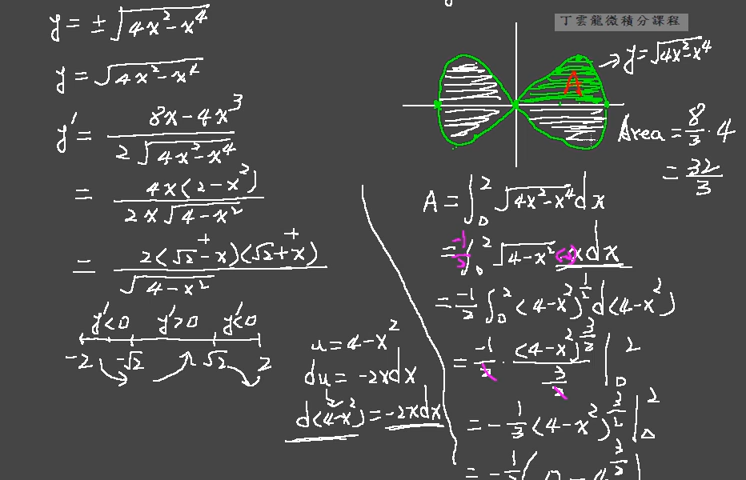 y = ±√(4x²-x⁴)
y = √(4x²-x⁴)
y' = (8x-4x³)/(2√(4x²-x⁴))
= 4x(2-x²)/(2x√(4-x²))
= 2(√2-x)(√2+x)/√(4-x²)
+ +
y'<0 y'>0 y'<0
-2 -√2 √2 2
u = 4-x²
du = -2xdx
d(4-x²) = -2xdx
丁雲龍微積分課程
→ y=√(4x²-x⁴)
A
Area = 8/3 · 4
= 32/3
A = ∫₀² √(4x²-x⁴) dx
= -1/2 ∫₀² √(4-x²) (-2)xdx
= -1/2 ∫₀² (4-x²)^(1/2) d(4-x²)
= -1/2 · (4-x²)^(3/2)/(3/2) |₀²
= -1/3 (4-x²)^(3/2) |₀²